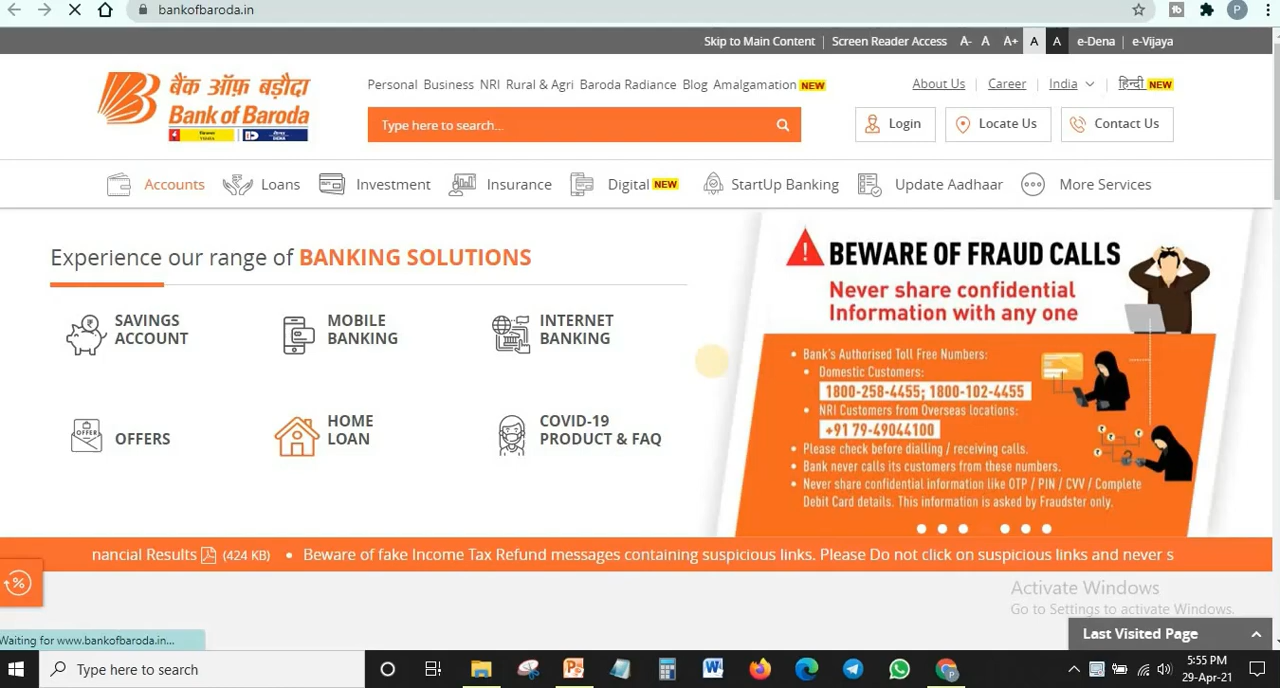 bankofbaroda.in
P
Skip to Main Content | Screen Reader Access A- A A+ A A e-Dena | e-Vijaya
बैंक ऑफ़ बड़ौदा
Bank of Baroda
Personal Business NRI Rural & Agri Baroda Radiance Blog Amalgamation NEW
About Us | Career | India | हिन्दी NEW
Type here to search...
Login
Locate Us
Contact Us
Accounts Loans Investment Insurance Digital NEW StartUp Banking Update Aadhaar More Services
Experience our range of BANKING SOLUTIONS
SAVINGS
ACCOUNT
MOBILE
BANKING
INTERNET
BANKING
OFFER
OFFERS
HOME
LOAN
COVID-19
PRODUCT & FAQ
BEWARE OF FRAUD CALLS
Never share confidential
Information with any one
• Bank's Authorised Toll Free Numbers:
• Domestic Customers:
1800-258-4455; 1800-102-4455
• NRI Customers from Overseas locations:
+91 79-49044100
• Please check before dialling / receiving calls.
• Bank never calls its customers from these numbers.
• Never share confidential information like OTP / PIN / CVV / Complete
Debit Card details. This information is asked by Fraudster only.
nancial Results (424 KB) • Beware of fake Income Tax Refund messages containing suspicious links. Please Do not click on suspicious links and never s
%
Activate Windows
Go to Settings to activate Windows.
Last Visited Page
Waiting for www.bankofbaroda.in...
Type here to search
5:55 PM
29-Apr-21